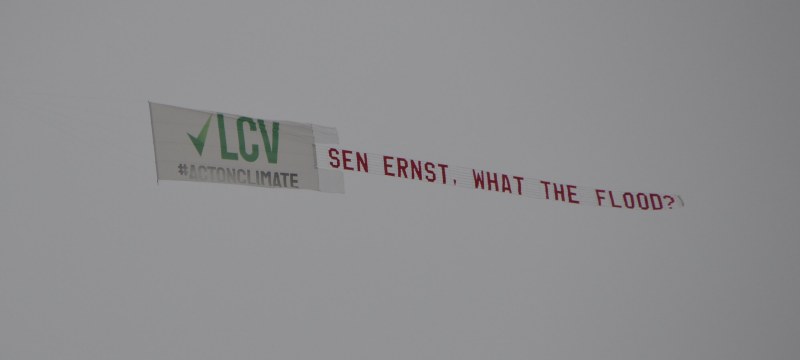 LCV
#ACTONCLIMATE
SEN ERNST, WHAT THE FLOOD?